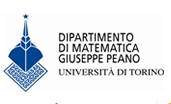 DIPARTIMENTO
DI MATEMATICA
GIUSEPPE PEANO
UNIVERSITÀ DI TORINO